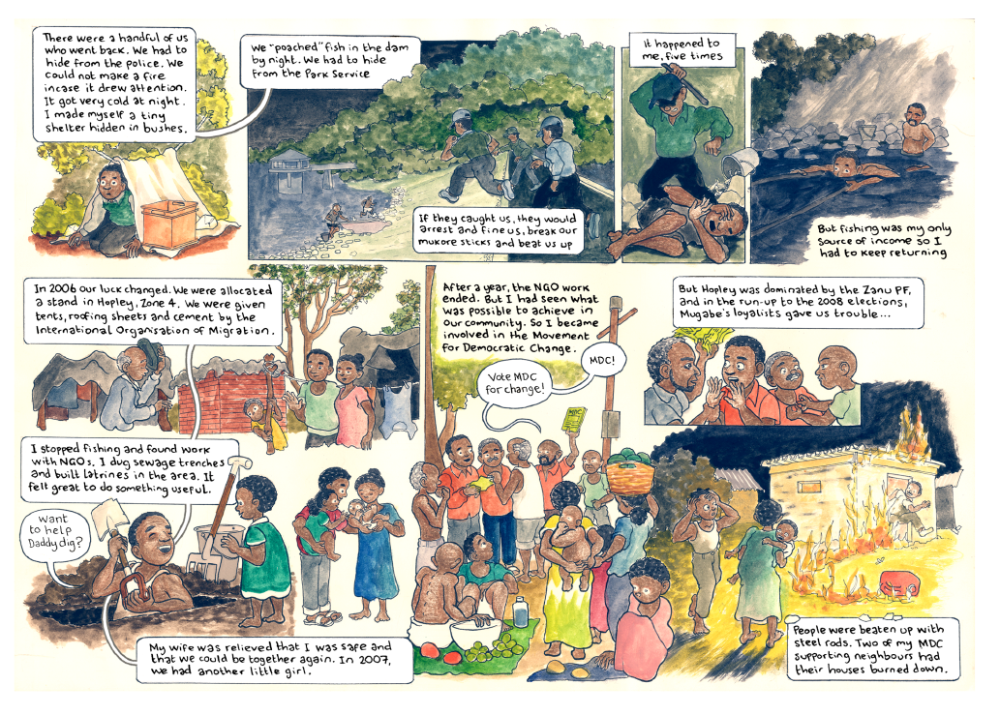 There were a handful of us
who went back. We had to
hide from the police. We
could not make a fire
incase it drew attention.
It got very cold at night.
I made myself a tiny
shelter hidden in bushes.
We "poached" fish in the dam
by night. We had to hide
from the Park Service
If they caught us, they would
arrest and fine us, break our
mukore sticks and beat us up
It happened to
me, five times
But fishing was my only
source of income so I
had to keep returning
In 2006 our luck changed. We were allocated
a stand in Hopley, Zone 4. We were given
tents, roofing sheets and cement by the
International Organisation of Migration.
I stopped fishing and found work
with NGOs. I dug sewage trenches
and built latrines in the area. It
felt great to do something useful.
Want
to help
Daddy dig?
My wife was relieved that I was safe and
that we could be together again. In 2007,
we had another little girl.
After a year, the NGO work
ended. But I had seen what
was possible to achieve in
our community. So I became
involved in the Movement
for Democratic Change.
MDC!
Vote MDC
for change!
MDC
But Hopley was dominated by the Zanu PF,
and in the run-up to the 2008 elections,
Mugabe's loyalists gave us trouble...
People were beaten up with
steel rods. Two of my MDC
supporting neighbours had
their houses burned down.